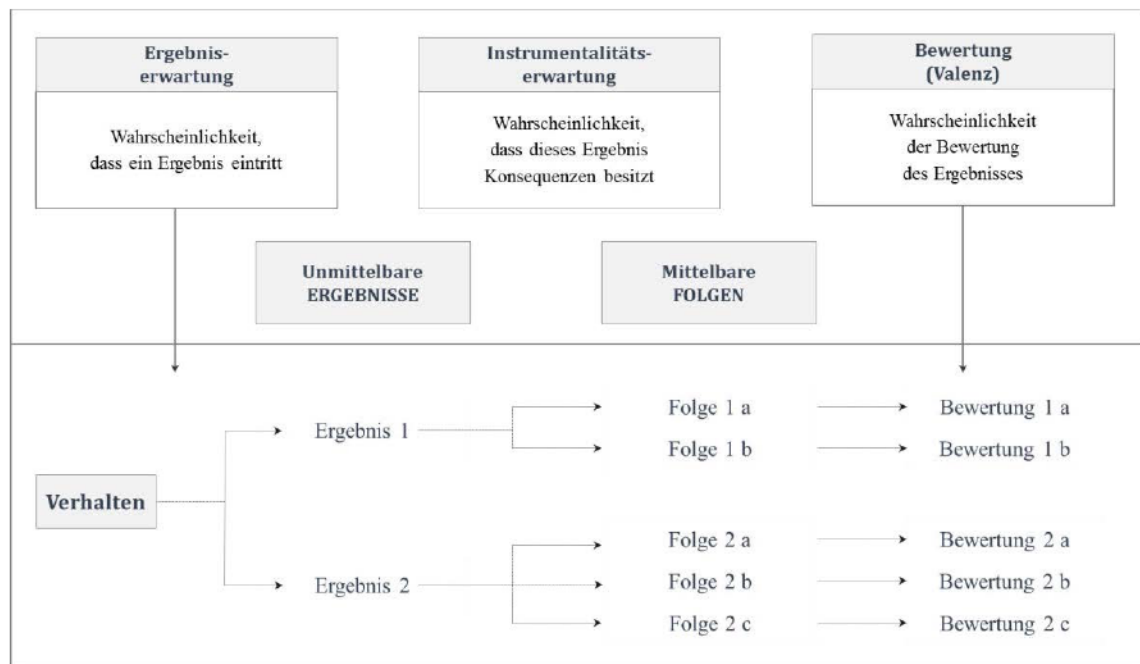 Ergebnis-
erwartung
Wahrscheinlichkeit,
dass ein Ergebnis eintritt
Instrumentalitäts-
erwartung
Wahrscheinlichkeit,
dass dieses Ergebnis
Konsequenzen besitzt
Bewertung
(Valenz)
Wahrscheinlichkeit
der Bewertung
des Ergebnisses
Unmittelbare
ERGEBNISSE
Mittelbare
FOLGEN
Verhalten
Ergebnis 1
Folge 1 a
Bewertung 1 a
Folge 1 b
Bewertung 1 b
Ergebnis 2
Folge 2 a
Bewertung 2 a
Folge 2 b
Bewertung 2 b
Folge 2 c
Bewertung 2 c